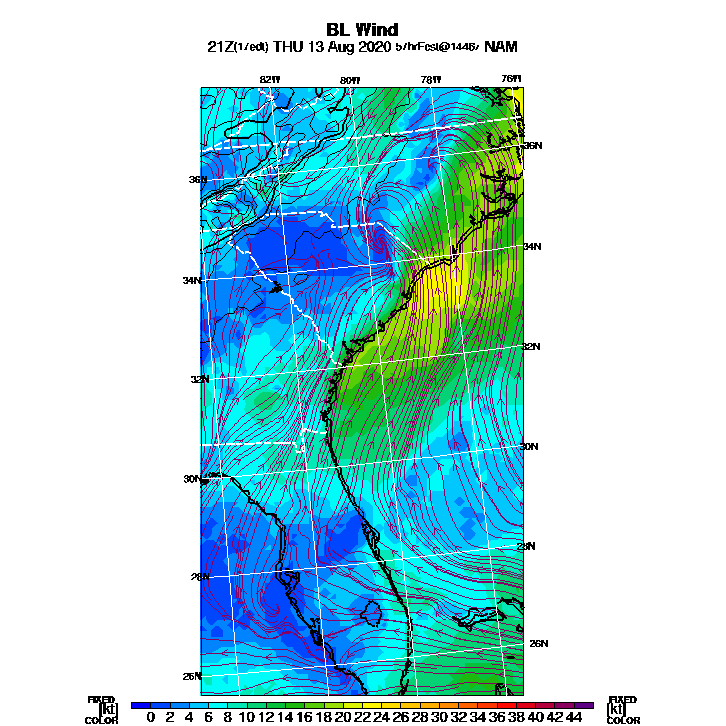 BL Wind
21Z(17edt) THU 13 Aug 2020 57hrFcst@1446z NAM
82W 80W 78W 76W
36N
36N
34N
34N
32N
32N
30N
30N
28N
28N
26N
26N
FIXED FIXED
[kt] 0 2 4 6 8 10 12 14 16 18 20 22 24 26 28 30 32 34 36 38 40 42 44 [kt]
COLOR COLOR